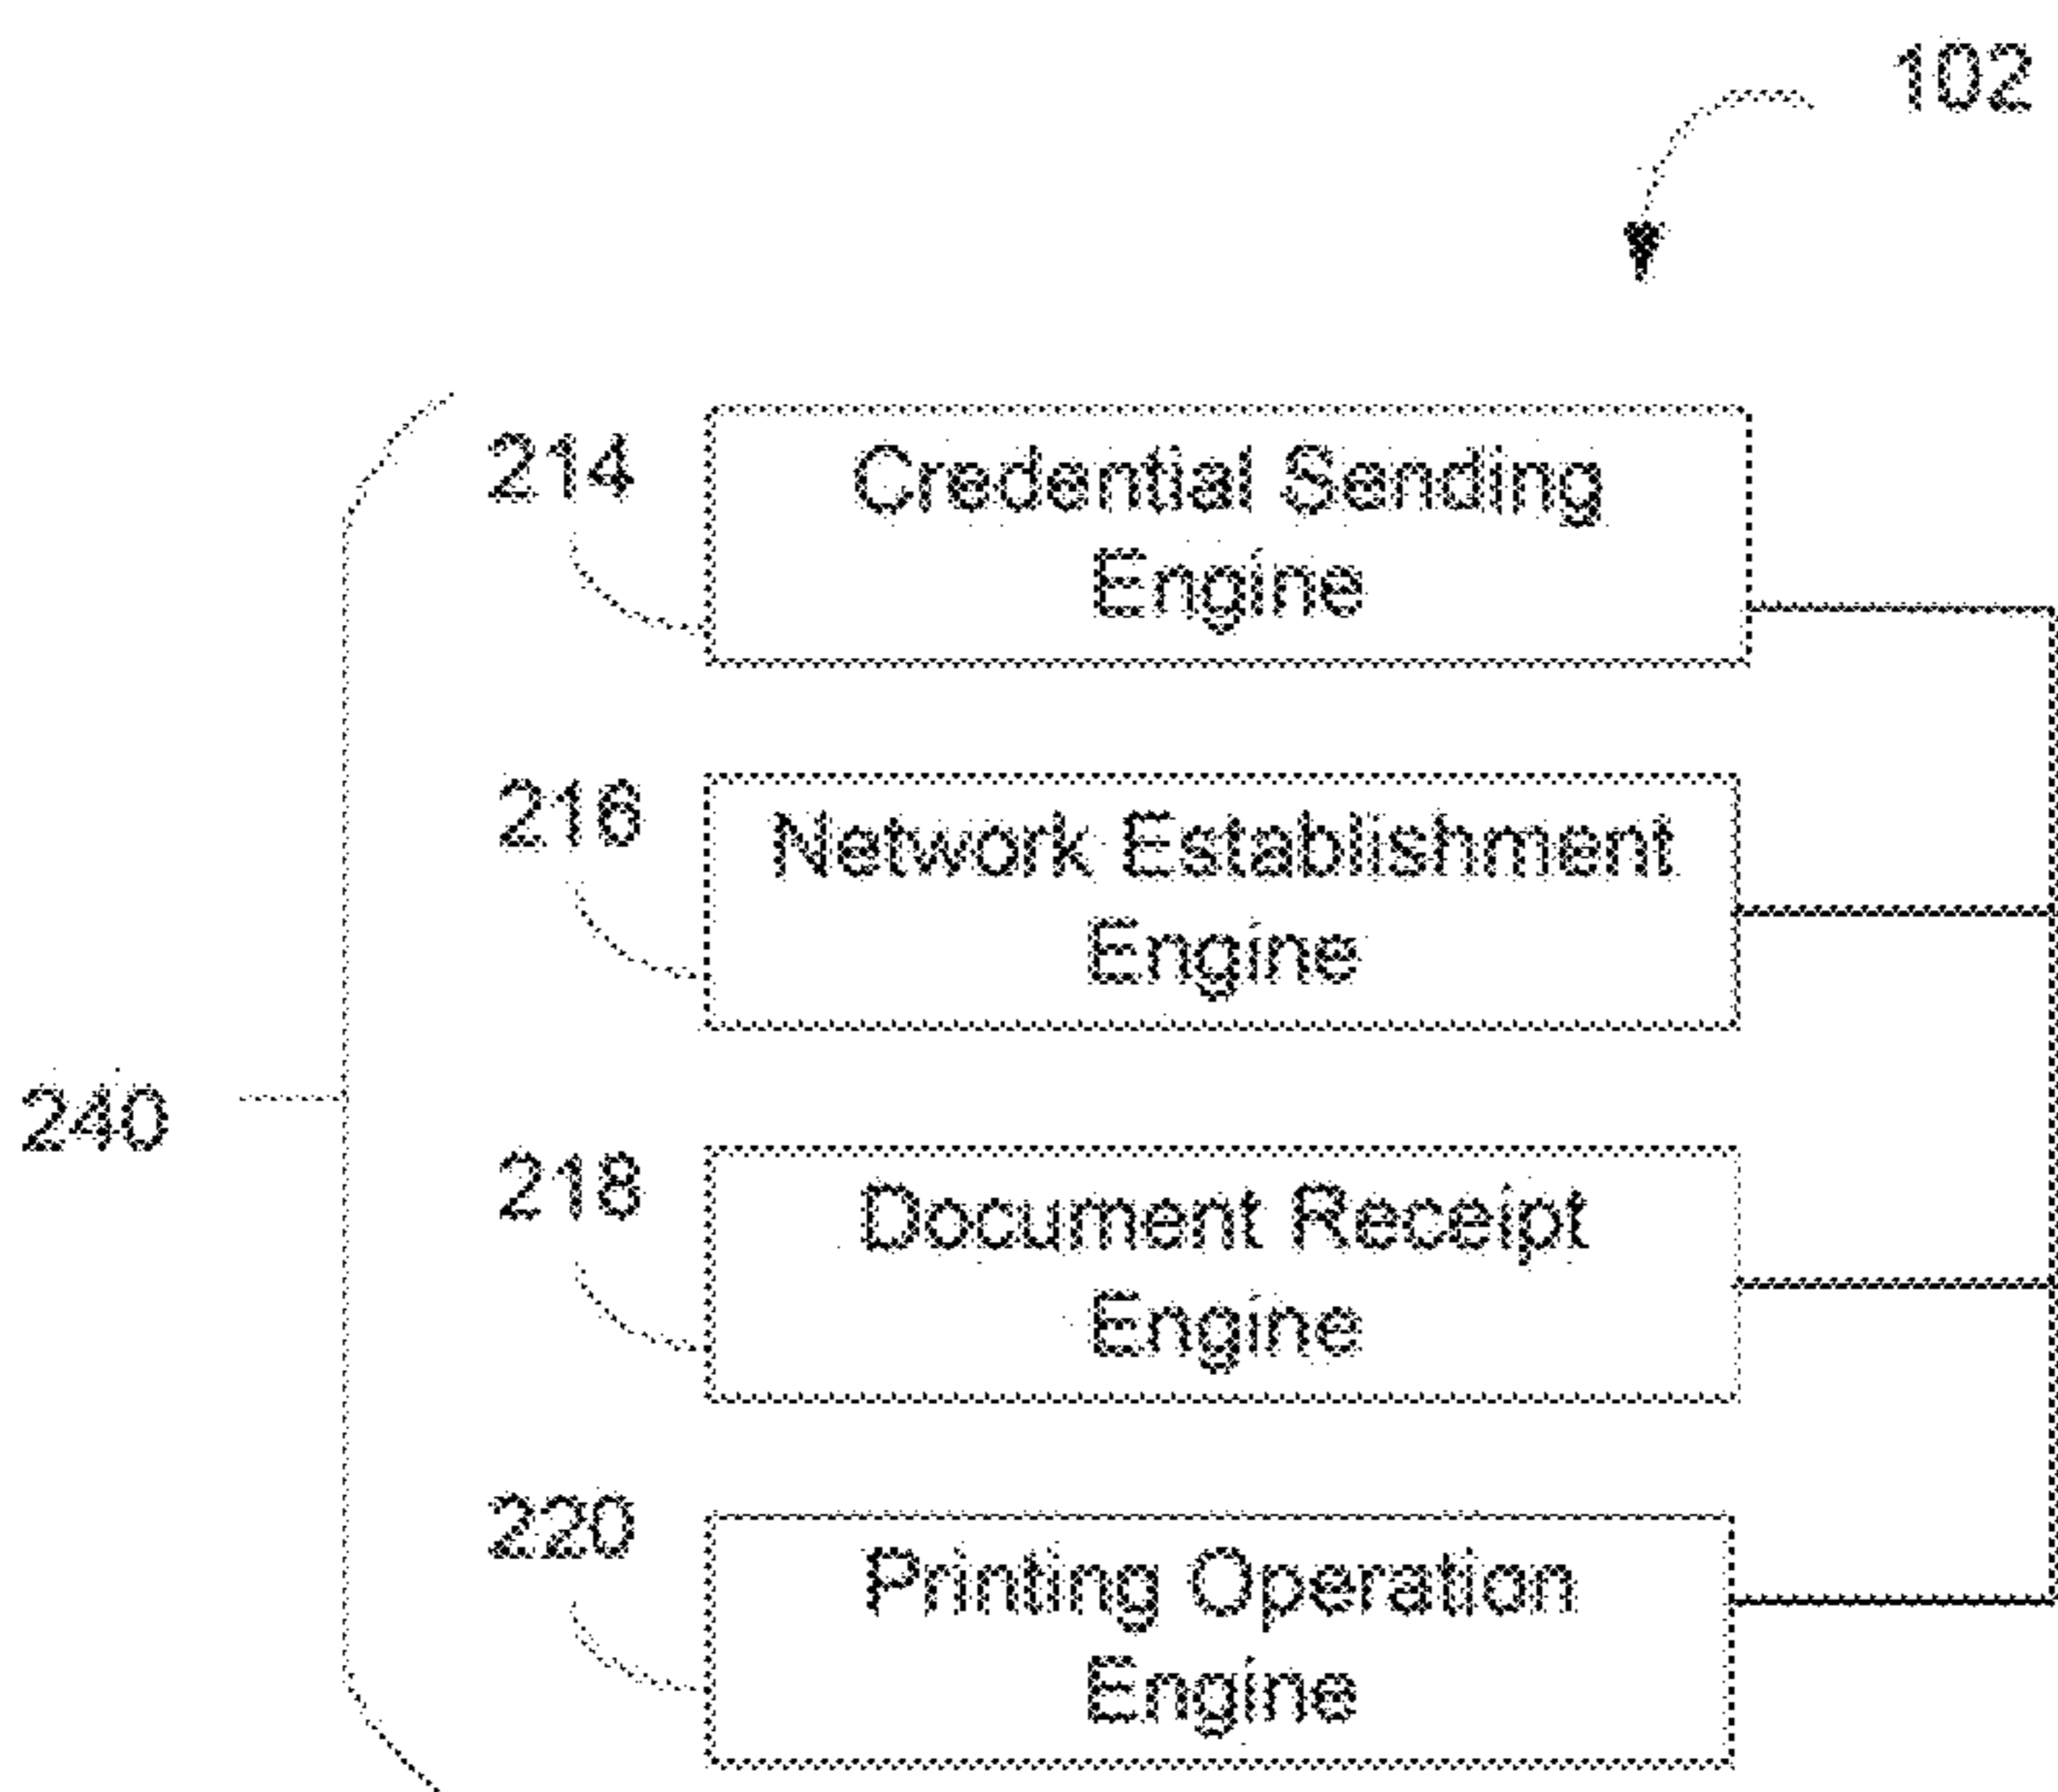 102
214
Credential Sending
Engine
216
Network Establishment
Engine
240
218
Document Receipt
Engine
220
Printing Operation
Engine